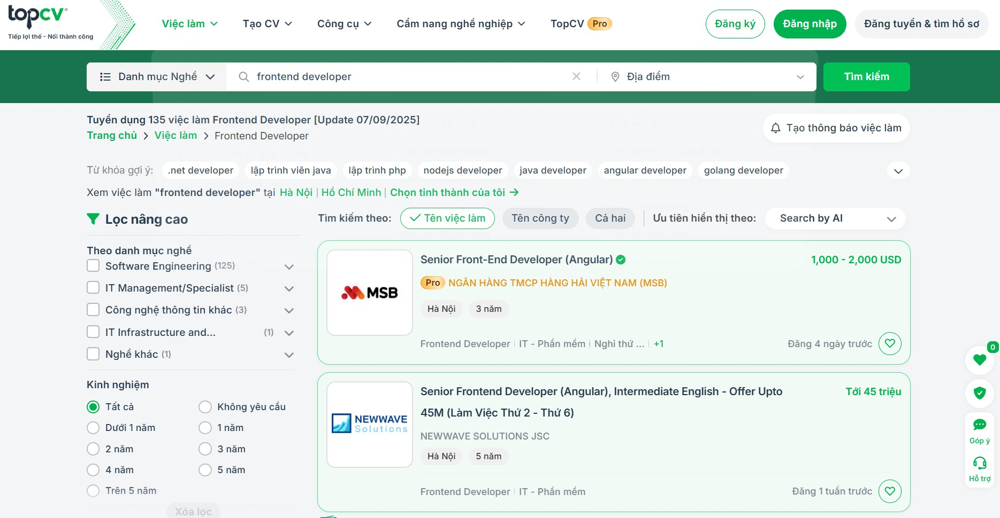 topcv
Tiếp lợi thế - Nối thành công
Việc làm
Tạo CV
Công cụ
Cẩm nang nghề nghiệp
TopCV Pro
Đăng ký
Đăng nhập
Đăng tuyển & tìm hồ sơ
Danh mục Nghề
frontend developer
Địa điểm
Tìm kiếm
Tuyển dụng 135 việc làm Frontend Developer [Update 07/09/2025]
Trang chủ > Việc làm > Frontend Developer
Tạo thông báo việc làm
Từ khóa gợi ý: .net developer lập trình viên java lập trình php nodejs developer java developer angular developer golang developer
Xem việc làm "frontend developer" tại Hà Nội | Hồ Chí Minh | Chọn tỉnh thành của tôi →
Lọc nâng cao
Theo danh mục nghề
Software Engineering (125)
IT Management/Specialist (5)
Công nghệ thông tin khác (3)
IT Infrastructure and... (1)
Nghề khác (1)
Kinh nghiệm
Tất cả
Không yêu cầu
Dưới 1 năm
1 năm
2 năm
3 năm
4 năm
5 năm
Trên 5 năm
Xóa lọc
Tìm kiếm theo: Tên việc làm Tên công ty Cả hai
Ưu tiên hiển thị theo: Search by AI
MSB
Senior Front-End Developer (Angular)
1,000 - 2,000 USD
Pro NGÂN HÀNG TMCP HÀNG HẢI VIỆT NAM (MSB)
Hà Nội 3 năm
Frontend Developer | IT - Phần mềm | Nghỉ thứ ... | +1
Đăng 4 ngày trước
NEWWAVE
Solutions
Senior Frontend Developer (Angular), Intermediate English - Offer Upto
45M (Làm Việc Thứ 2 - Thứ 6)
Tới 45 triệu
NEWWAVE SOLUTIONS JSC
Hà Nội 5 năm
Frontend Developer | IT - Phần mềm
Đăng 1 tuần trước
0
Góp ý
Hỗ trợ